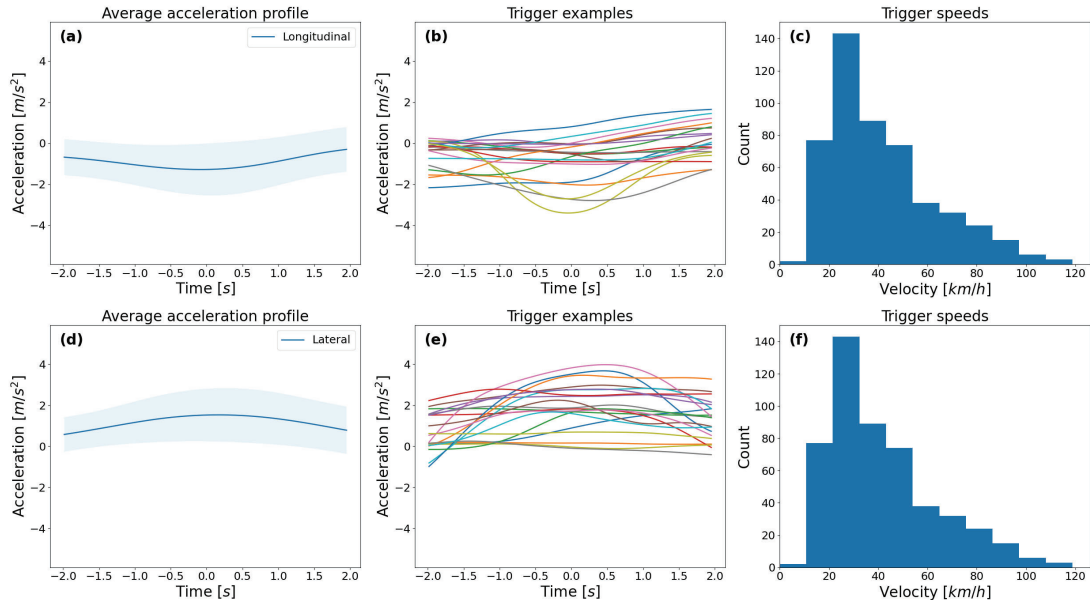 Average acceleration profile
(a)
Longitudinal
4
2
0
−2
−4
Acceleration [m/s²]
−2.0 −1.5 −1.0 −0.5 0.0 0.5 1.0 1.5 2.0
Time [s]
Trigger examples
(b)
4
2
0
−2
−4
Acceleration [m/s²]
−2.0 −1.5 −1.0 −0.5 0.0 0.5 1.0 1.5 2.0
Time [s]
Trigger speeds
(c)
140
120
100
80
60
40
20
0
Count
0 20 40 60 80 100 120
Velocity [km/h]
Average acceleration profile
(d)
Lateral
4
2
0
−2
−4
Acceleration [m/s²]
−2.0 −1.5 −1.0 −0.5 0.0 0.5 1.0 1.5 2.0
Time [s]
Trigger examples
(e)
4
2
0
−2
−4
Acceleration [m/s²]
−2.0 −1.5 −1.0 −0.5 0.0 0.5 1.0 1.5 2.0
Time [s]
Trigger speeds
(f)
140
120
100
80
60
40
20
0
Count
0 20 40 60 80 100 120
Velocity [km/h]